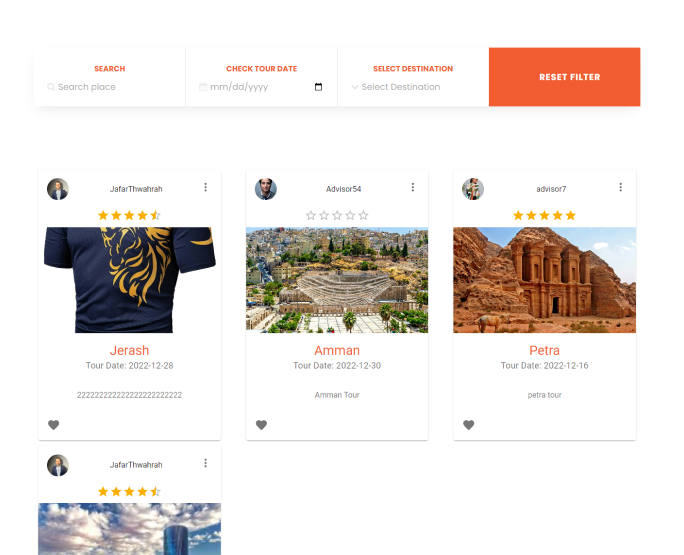 SEARCH
Search place
CHECK TOUR DATE
mm/dd/yyyy
SELECT DESTINATION
Select Destination
RESET FILTER
JafarThwahrah
Jerash
Tour Date: 2022-12-28
2222222222222222222222222
Advisor54
Amman
Tour Date: 2022-12-30
Amman Tour
advisor7
Petra
Tour Date: 2022-12-16
petra tour
JafarThwahrah